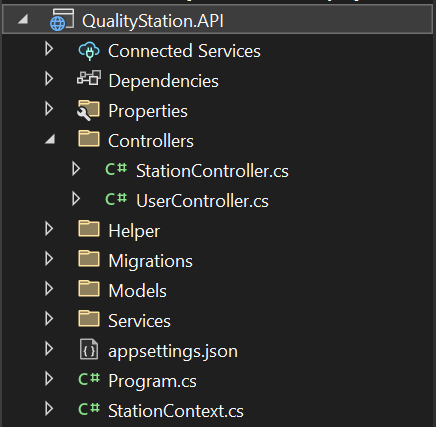 QualityStation.API
Connected Services
Dependencies
Properties
Controllers
C# StationController.cs
C# UserController.cs
Helper
Migrations
Models
Services
appsettings.json
C# Program.cs
C# StationContext.cs